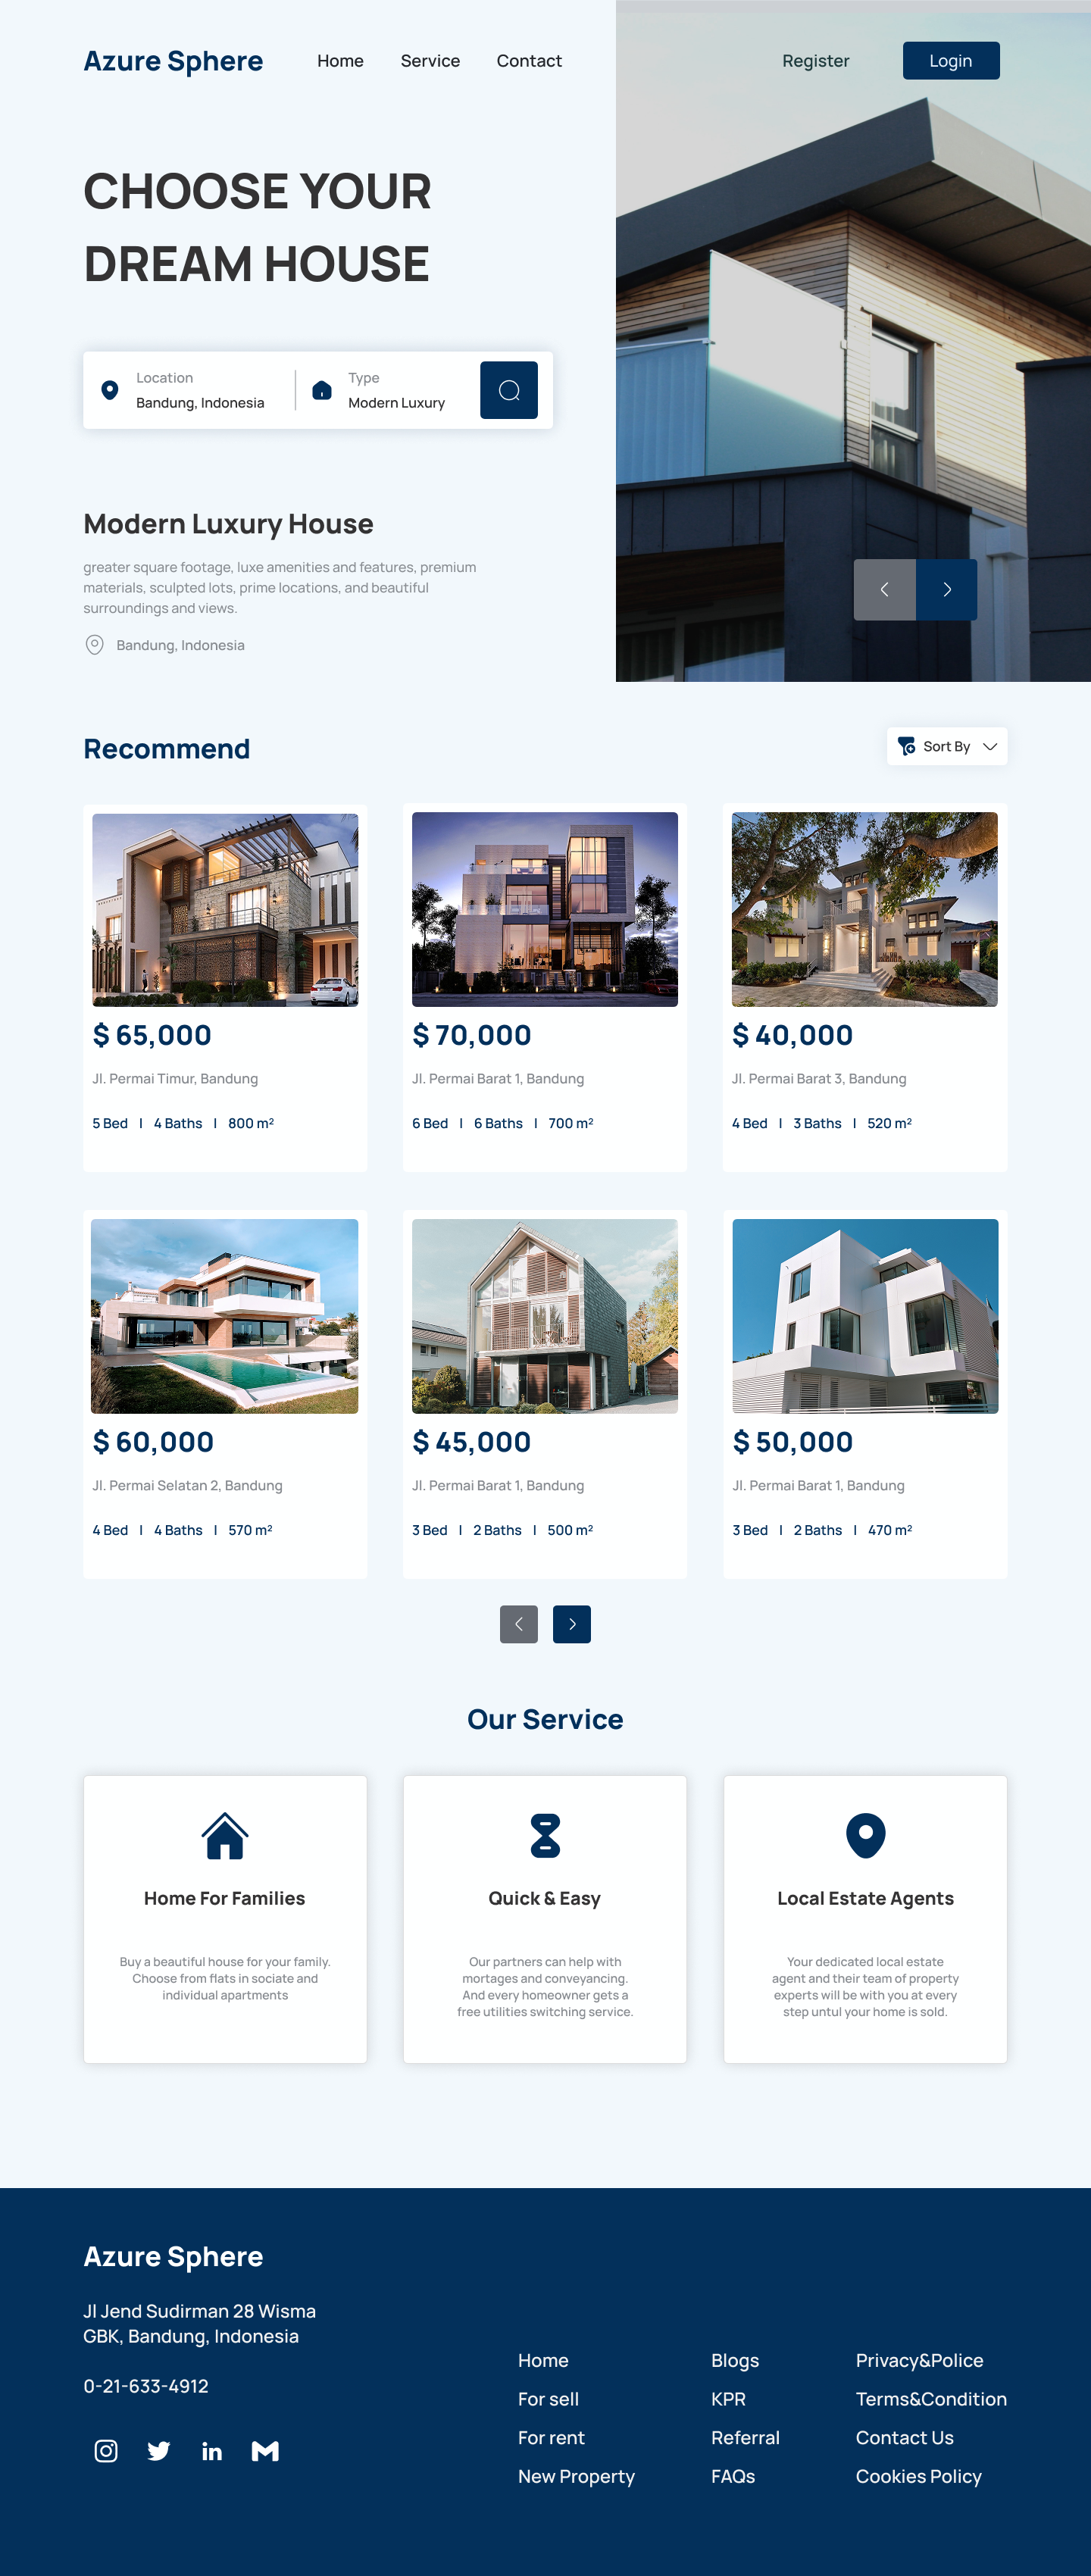 Azure Sphere
Home
Service
Contact
Register
Login
CHOOSE YOUR
DREAM HOUSE
Location
Bandung, Indonesia
Type
Modern Luxury
Modern Luxury House
greater square footage, luxe amenities and features, premium
materials, sculpted lots, prime locations, and beautiful
surroundings and views.
Bandung, Indonesia
Recommend
Sort By
$ 65,000
Jl. Permai Timur, Bandung
5 Bed | 4 Baths | 800 m²
$ 70,000
Jl. Permai Barat 1, Bandung
6 Bed | 6 Baths | 700 m²
$ 40,000
Jl. Permai Barat 3, Bandung
4 Bed | 3 Baths | 520 m²
$ 60,000
Jl. Permai Selatan 2, Bandung
4 Bed | 4 Baths | 570 m²
$ 45,000
Jl. Permai Barat 1, Bandung
3 Bed | 2 Baths | 500 m²
$ 50,000
Jl. Permai Barat 1, Bandung
3 Bed | 2 Baths | 470 m²
Our Service
Home For Families
Buy a beautiful house for your family.
Choose from flats in sociate and
individual apartments
Quick & Easy
Our partners can help with
mortages and conveyancing.
And every homeowner gets a
free utilities switching service.
Local Estate Agents
Your dedicated local estate
agent and their team of property
experts will be with you at every
step untul your home is sold.
Azure Sphere
Jl Jend Sudirman 28 Wisma
GBK, Bandung, Indonesia
0-21-633-4912
Home
For sell
For rent
New Property
Blogs
KPR
Referral
FAQs
Privacy&Police
Terms&Condition
Contact Us
Cookies Policy